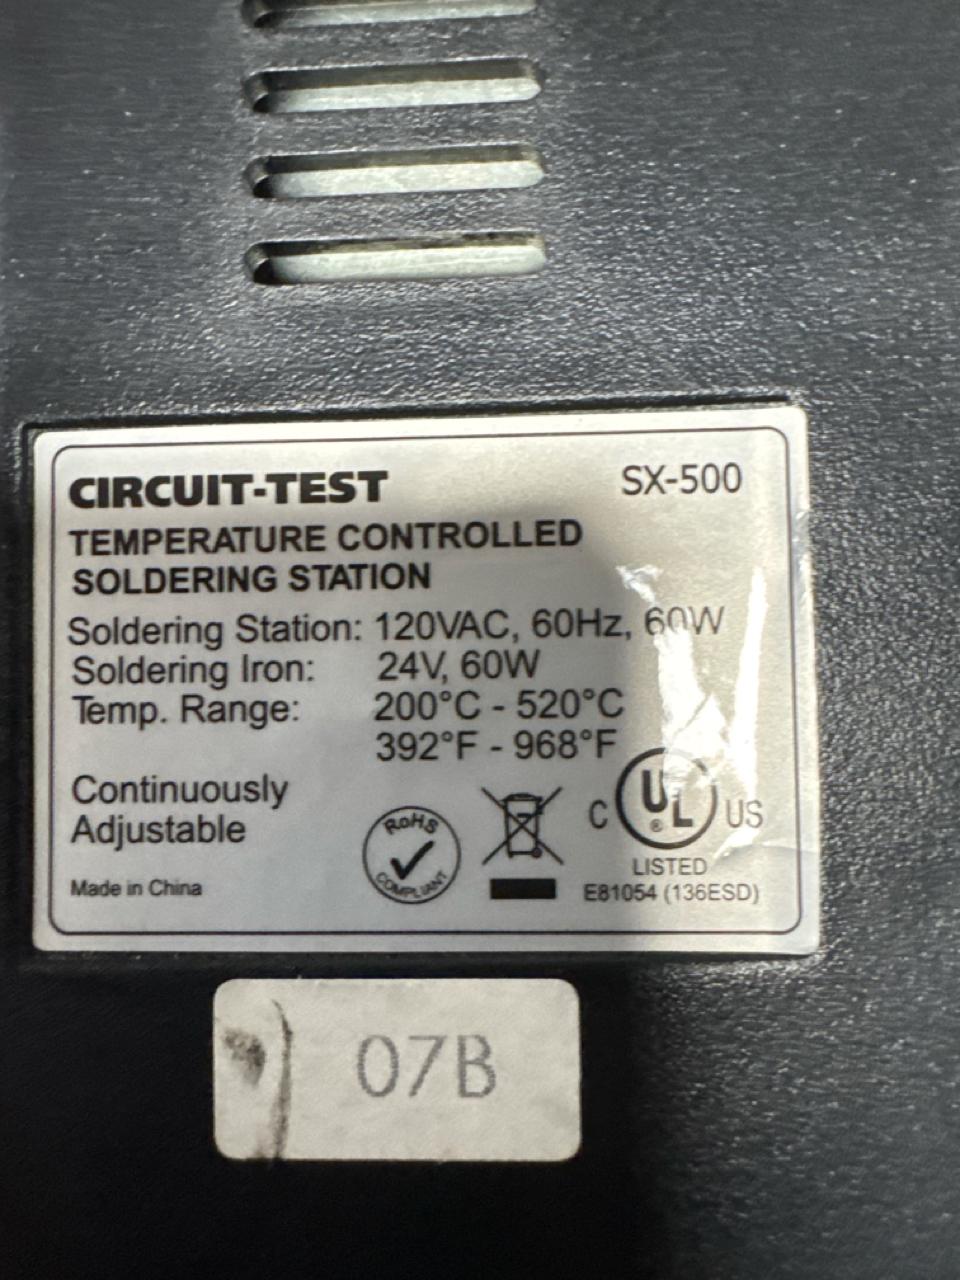 CIRCUIT-TEST SX-500
TEMPERATURE CONTROLLED
SOLDERING STATION
Soldering Station: 120VAC, 60Hz, 60W
Soldering Iron: 24V, 60W
Temp. Range: 200°C - 520°C
392°F - 968°F
Continuously
Adjustable
RoHS
COMPLIANT
C UL® US
LISTED
Made in China
E81054 (136ESD)
07B